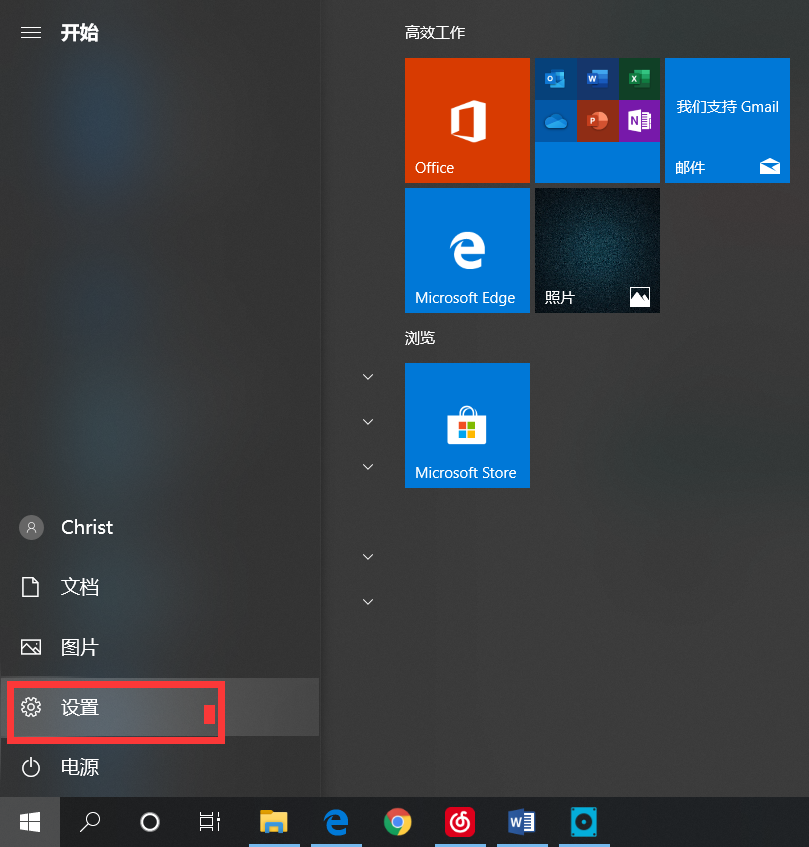 开始
Christ
文档
图片
设置
电源
高效工作
Office
我们支持 Gmail
邮件
Microsoft Edge
照片
浏览
Microsoft Store